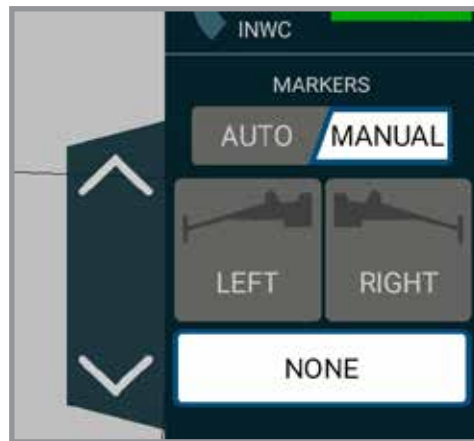 INWC
MARKERS
AUTO MANUAL
LEFT RIGHT
NONE